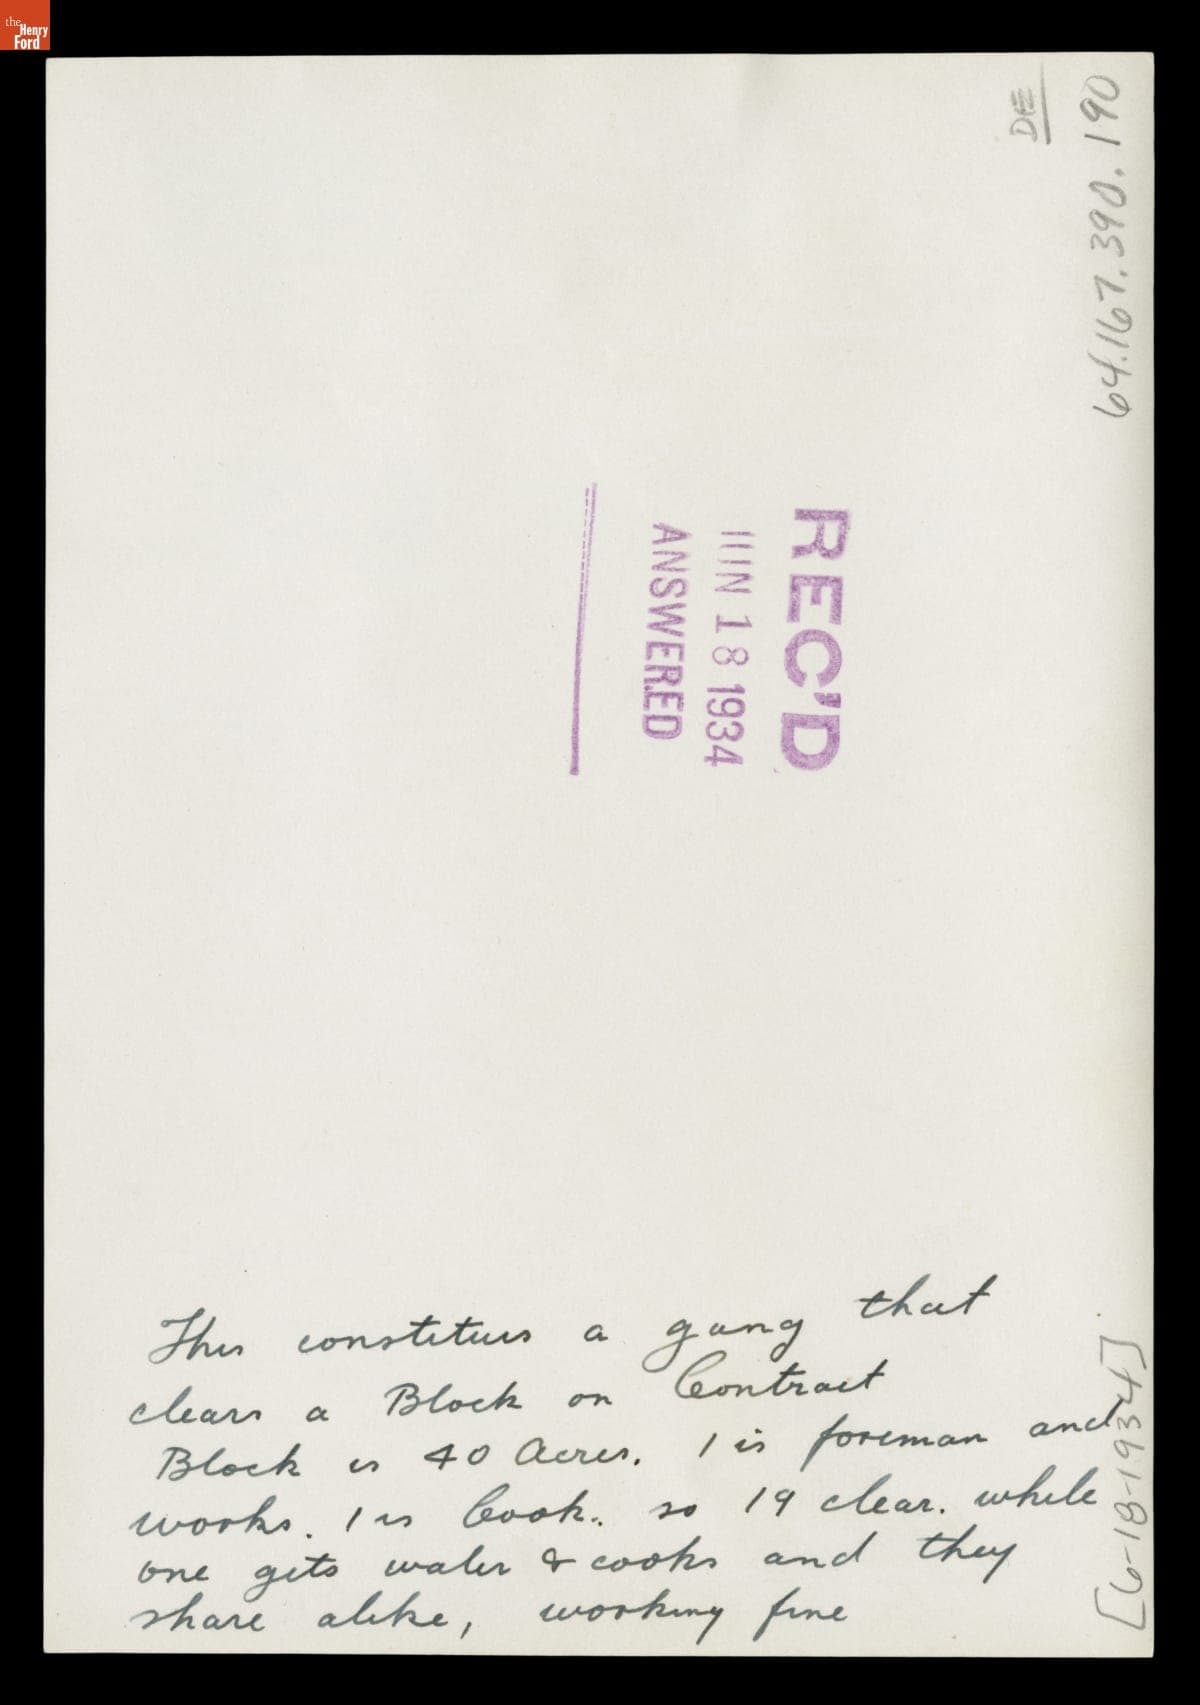 the
Henry
Ford
DE
64.167.390.190
REC'D
JUN 18 1934
ANSWERED
This constitues a gang that
clears a Block on Contract
Block is 40 Acres. 1 is foreman and
works. 1 is Cook. so 19 clear. while
one gets water & cooks and they
share alike, working fine
[6-18-1934]